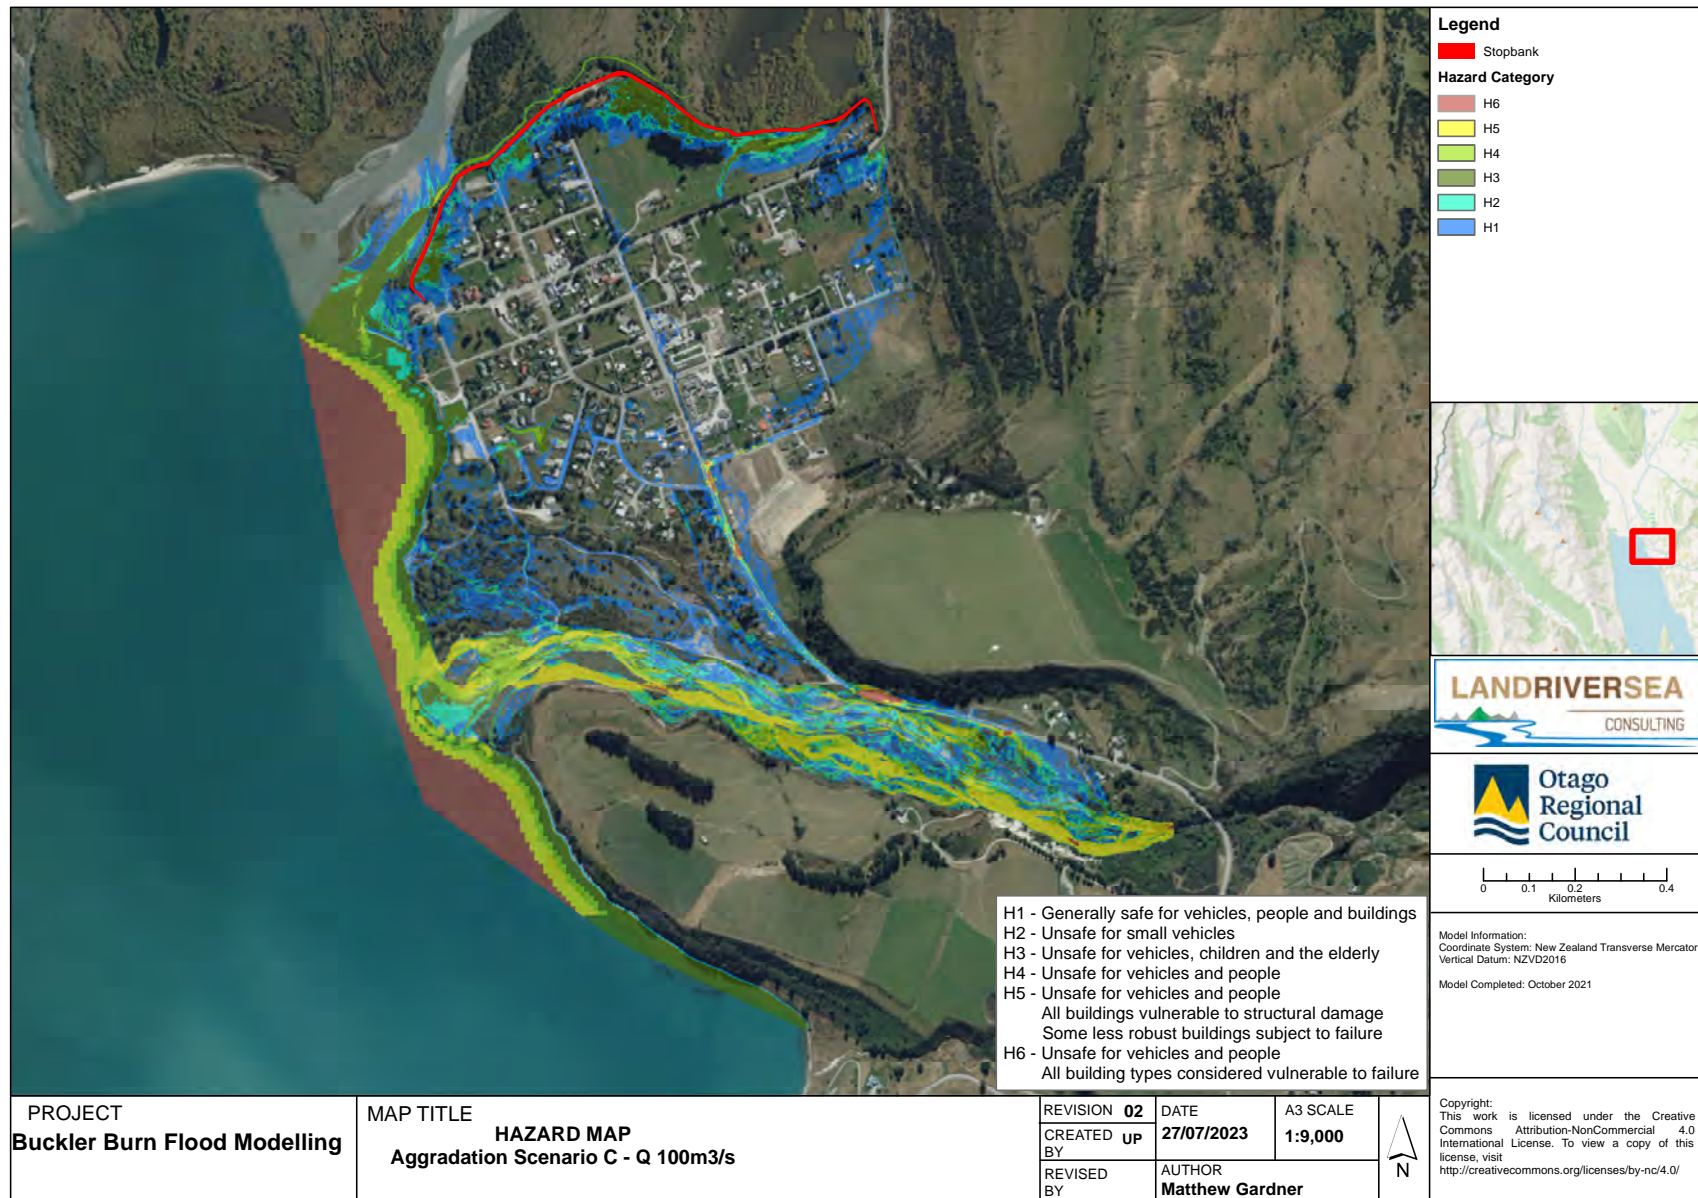 Legend
Stopbank
Hazard Category
H6
H5
H4
H3
H2
H1
LANDRIVERSEA
CONSULTING
Otago
Regional
Council
0 0.1 0.2 0.4
Kilometers
Model Information:
Coordinate System: New Zealand Transverse Mercator
Vertical Datum: NZVD2016
Model Completed: October 2021
H1 - Generally safe for vehicles, people and buildings
H2 - Unsafe for small vehicles
H3 - Unsafe for vehicles, children and the elderly
H4 - Unsafe for vehicles and people
H5 - Unsafe for vehicles and people
All buildings vulnerable to structural damage
Some less robust buildings subject to failure
H6 - Unsafe for vehicles and people
All building types considered vulnerable to failure
PROJECT
Buckler Burn Flood Modelling
MAP TITLE
HAZARD MAP
Aggradation Scenario C - Q 100m3/s
REVISION 02
CREATED BY UP
REVISED BY
DATE
27/07/2023
A3 SCALE
1:9,000
AUTHOR
Matthew Gardner
N
Copyright:
This work is licensed under the Creative
Commons Attribution-NonCommercial 4.0
International License. To view a copy of this
license, visit
http://creativecommons.org/licenses/by-nc/4.0/